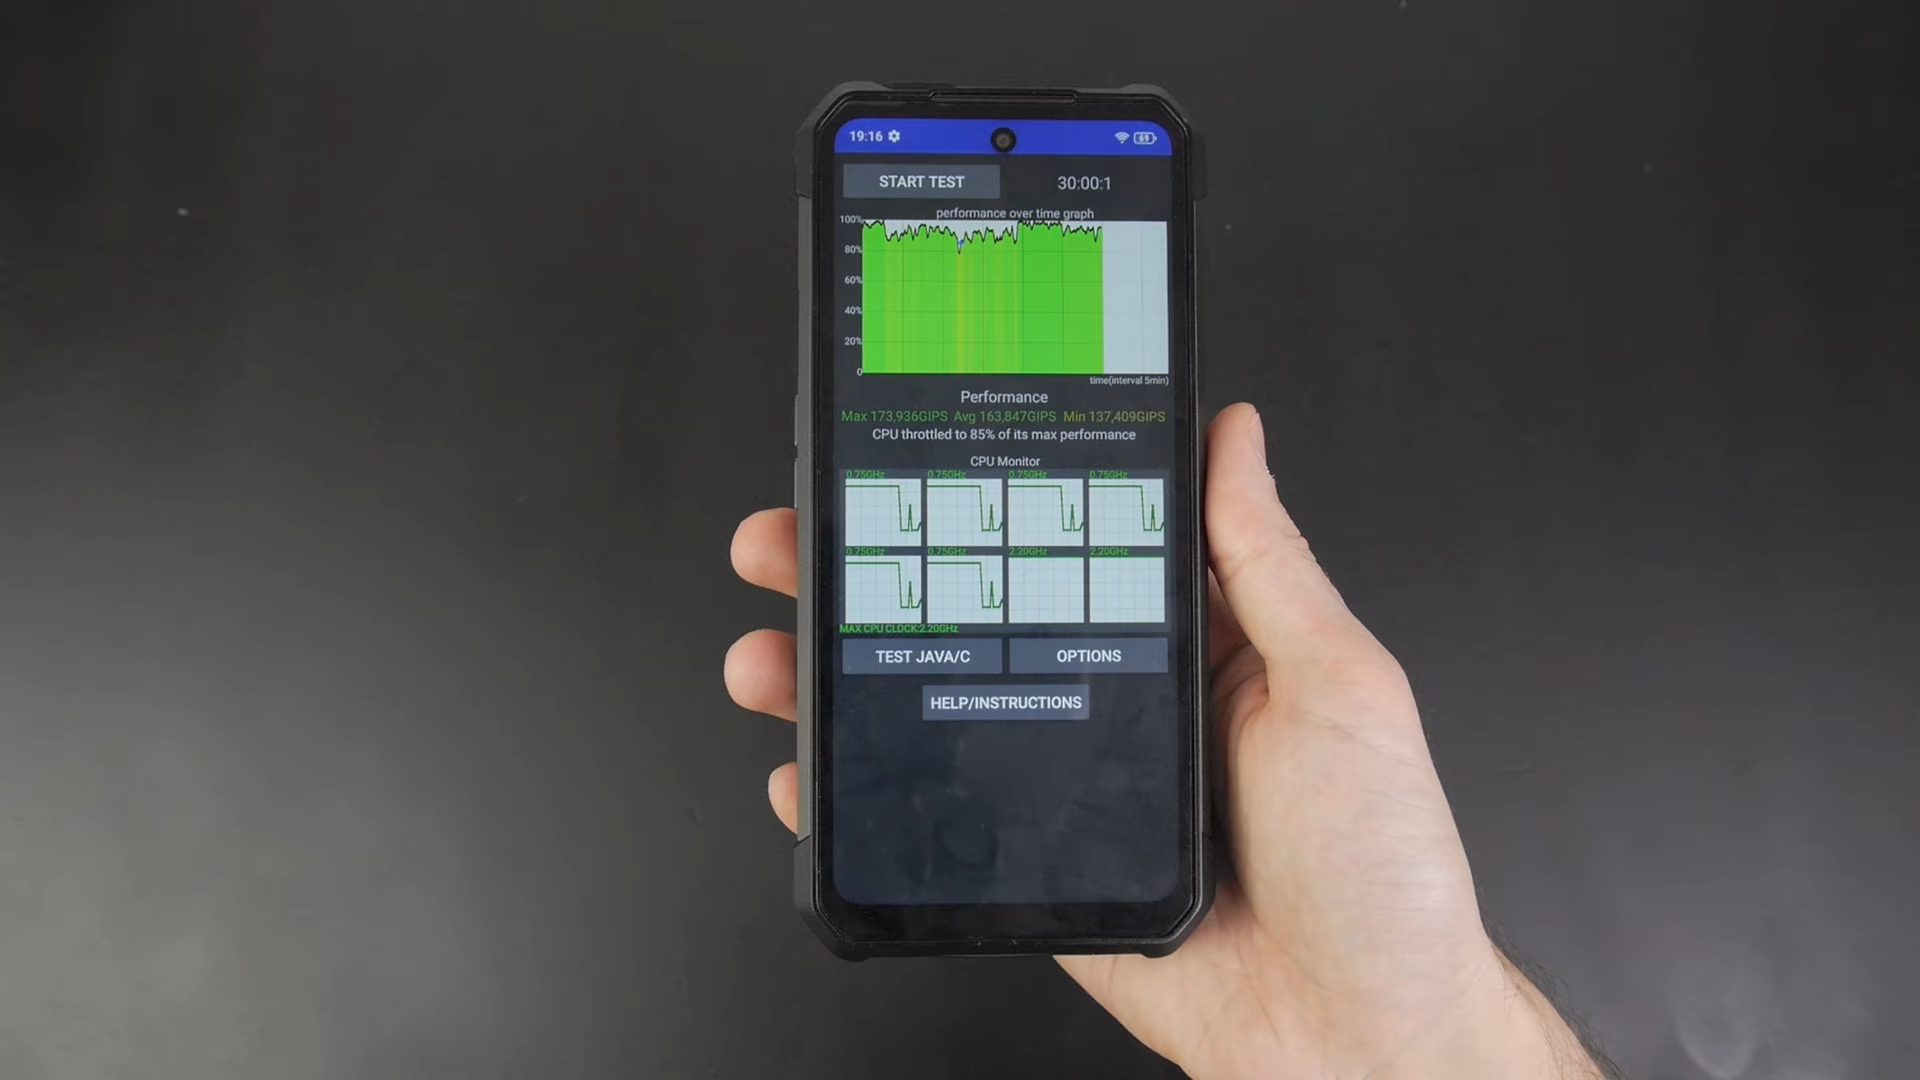 19:16 69
START TEST 30:00:1
performance over time graph
100%
80%
60%
40%
20%
0
time(interval 5min)
Performance
Max 173,936GIPS Avg 163,847GIPS Min 137,409GIPS
CPU throttled to 85% of its max performance
CPU Monitor
0.75GHz 0.75GHz 0.75GHz 0.75GHz
0.75GHz 0.75GHz 2.20GHz 2.20GHz
MAX CPU CLOCK:2.20GHz
TEST JAVA/C OPTIONS
HELP/INSTRUCTIONS